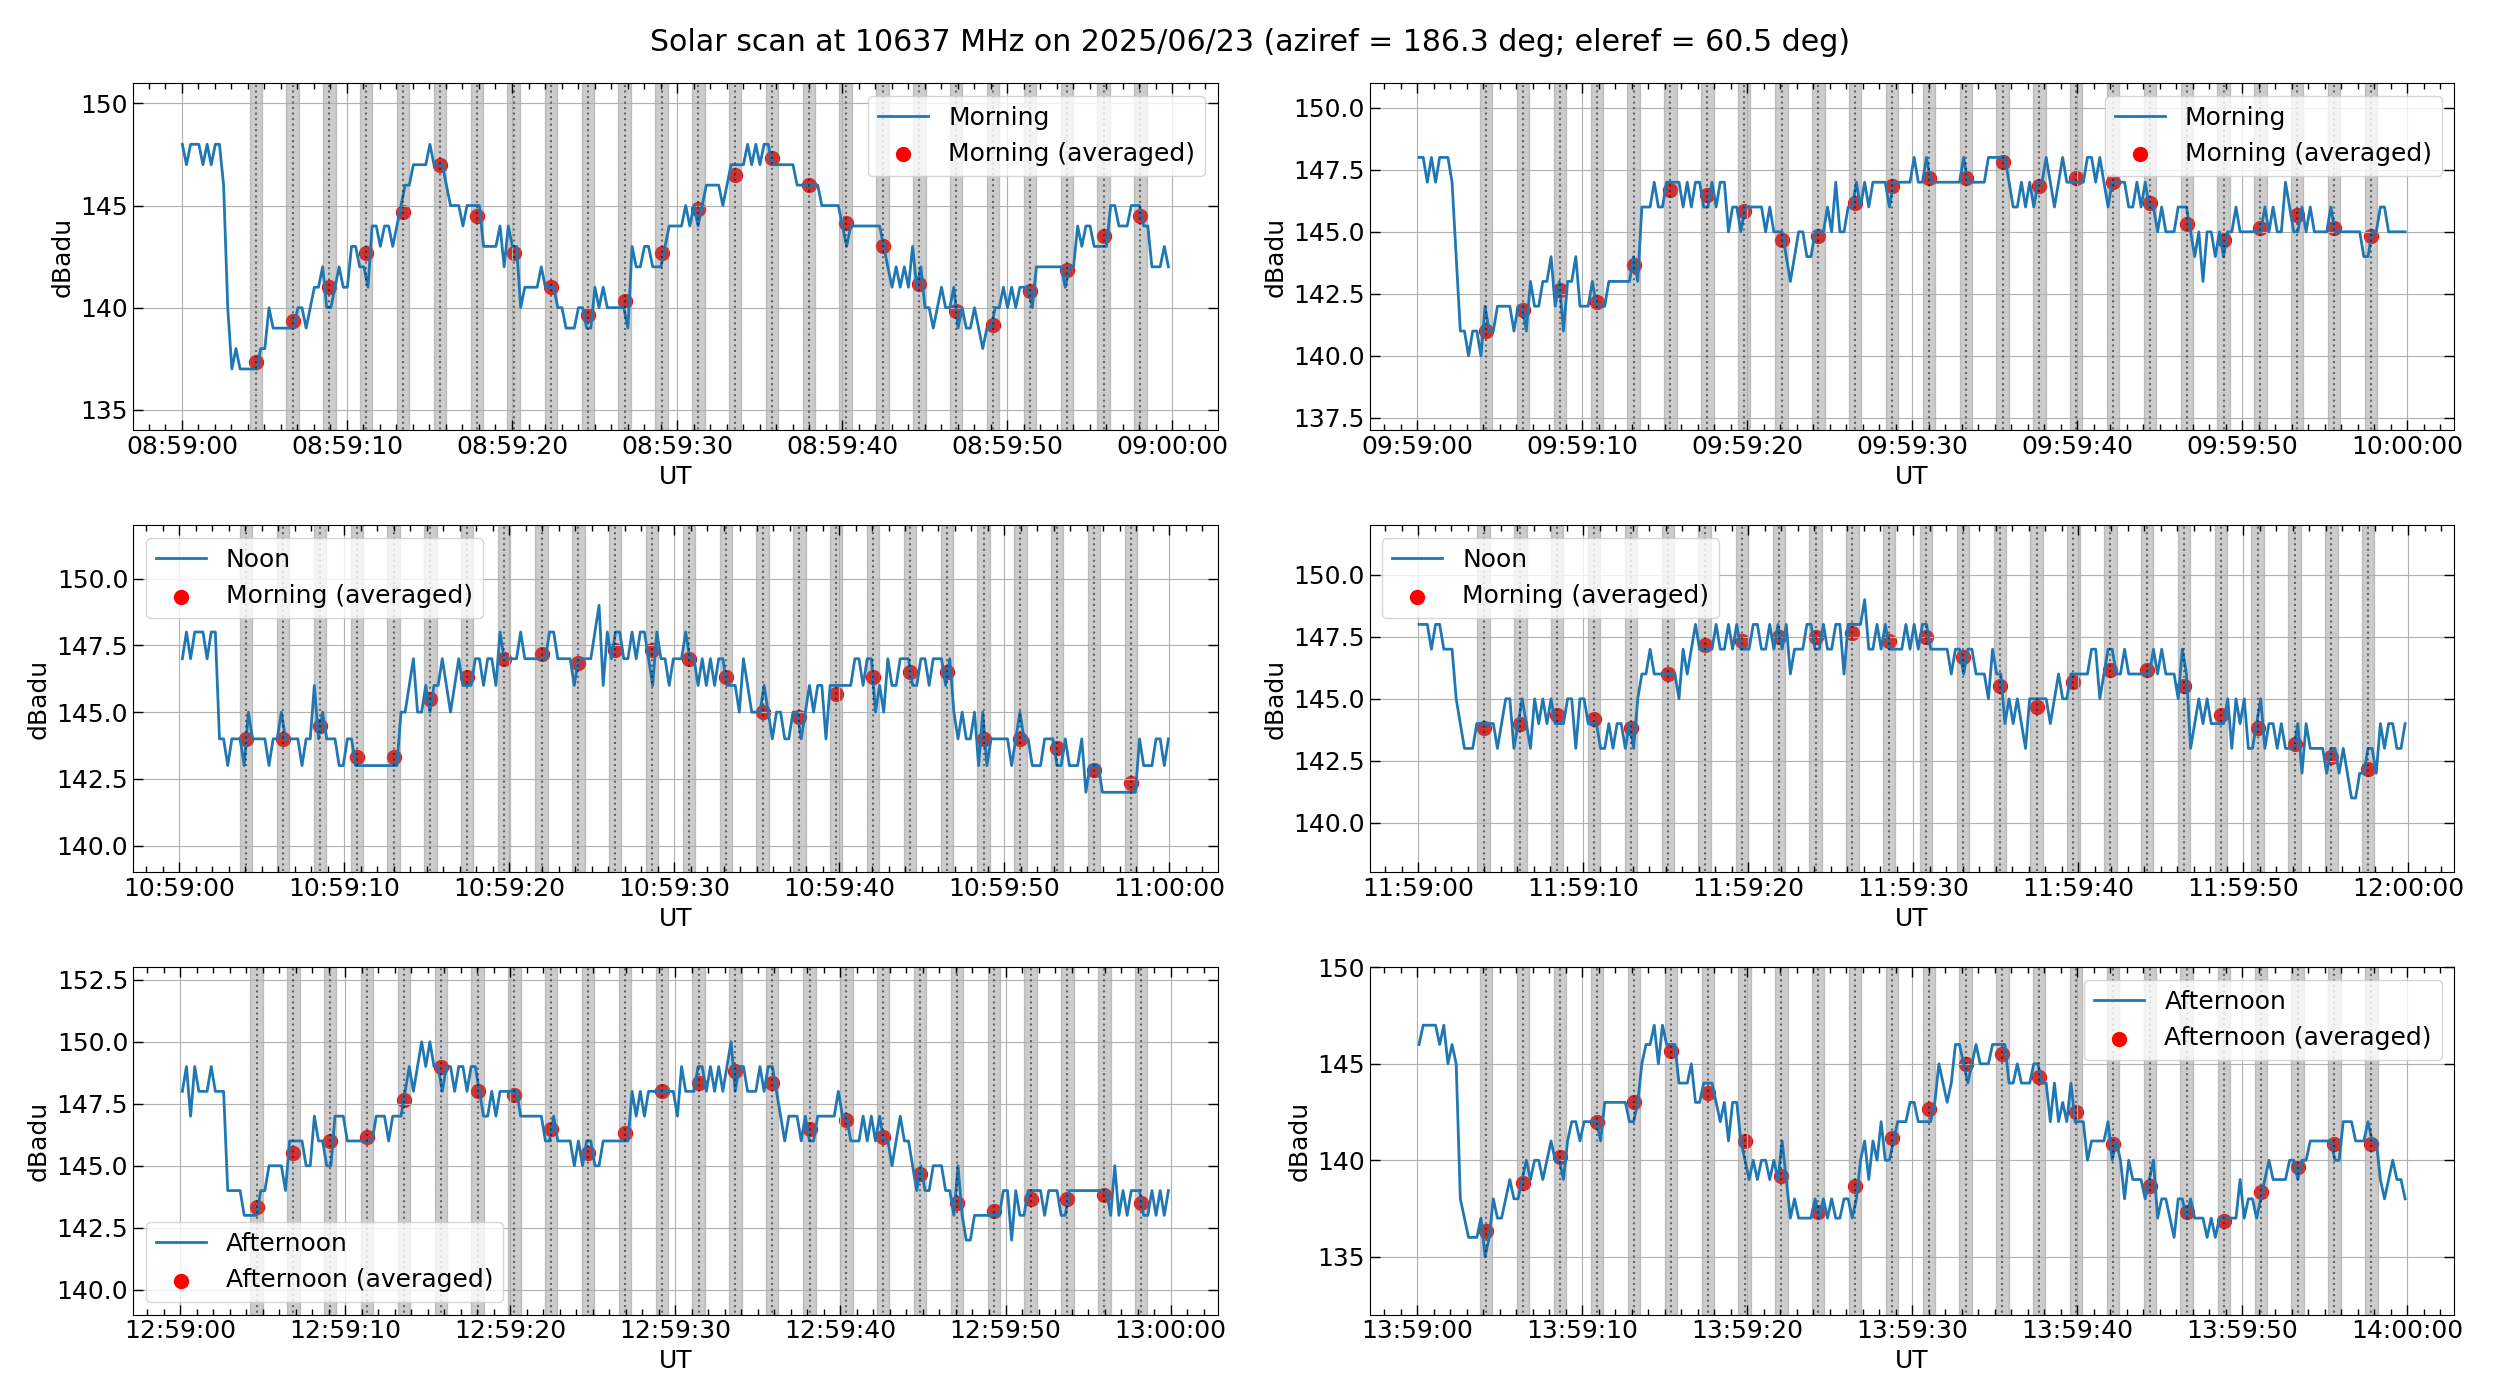 Solar scan at 10637 MHz on 2025/06/23 (aziref = 186.3 deg; eleref = 60.5 deg)
150
145
140
135
dBadu
Morning
Morning (averaged)
08:59:00 08:59:10 08:59:20 08:59:30 08:59:40 08:59:50 09:00:00
UT
150.0
147.5
145.0
142.5
140.0
137.5
dBadu
Morning
Morning (averaged)
09:59:00 09:59:10 09:59:20 09:59:30 09:59:40 09:59:50 10:00:00
UT
150.0
147.5
145.0
142.5
140.0
dBadu
Noon
Morning (averaged)
10:59:00 10:59:10 10:59:20 10:59:30 10:59:40 10:59:50 11:00:00
UT
150.0
147.5
145.0
142.5
140.0
dBadu
Noon
Morning (averaged)
11:59:00 11:59:10 11:59:20 11:59:30 11:59:40 11:59:50 12:00:00
UT
152.5
150.0
147.5
145.0
142.5
140.0
dBadu
Afternoon
Afternoon (averaged)
12:59:00 12:59:10 12:59:20 12:59:30 12:59:40 12:59:50 13:00:00
UT
150
145
140
135
dBadu
Afternoon
Afternoon (averaged)
13:59:00 13:59:10 13:59:20 13:59:30 13:59:40 13:59:50 14:00:00
UT